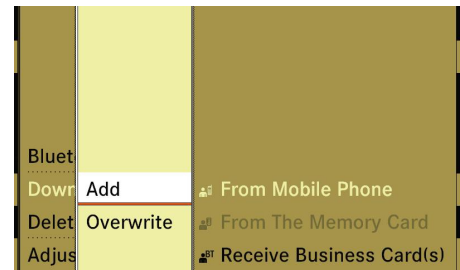 Bluet
Down Add From Mobile Phone
Delet Overwrite From The Memory Card
Adjus Receive Business Card(s)